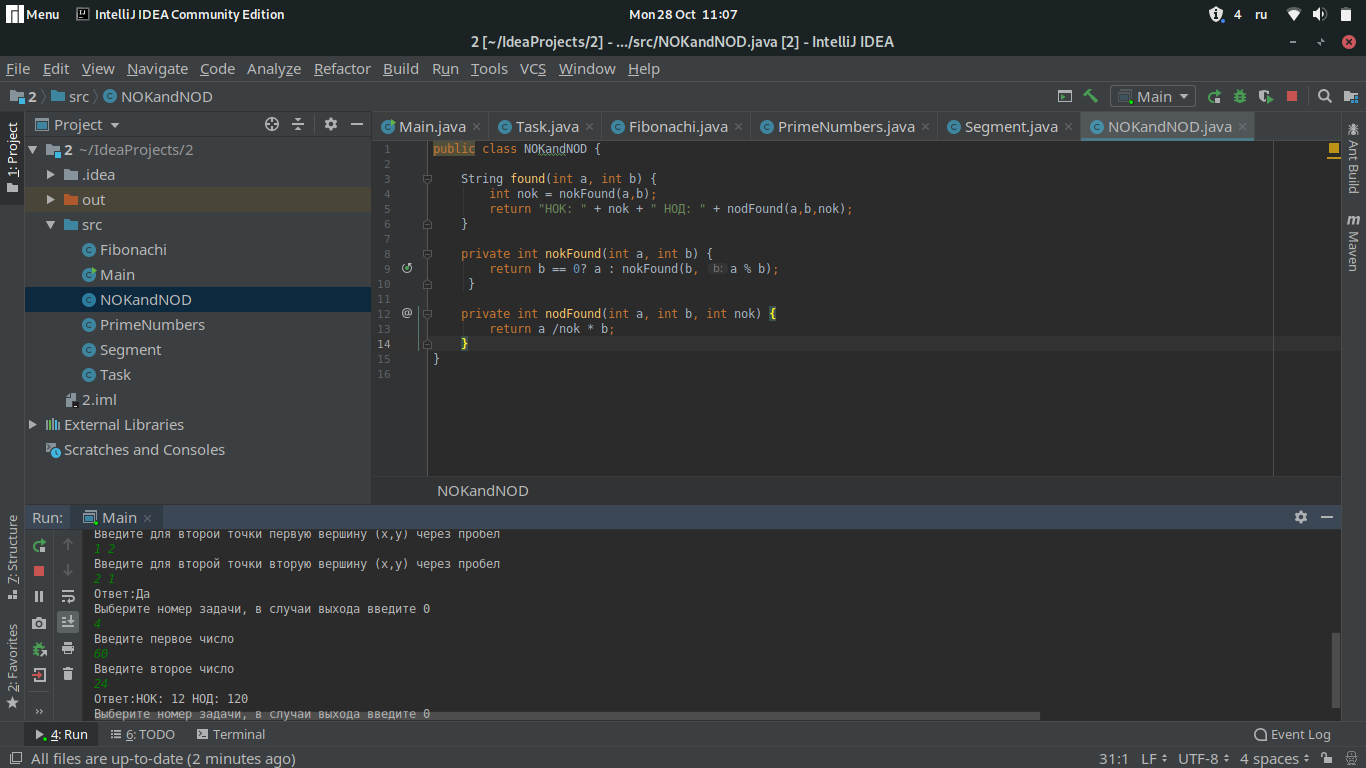 Menu IntelliJ IDEA Community Edition Mon 28 Oct 11:07 4 ru
2 [~/IdeaProjects/2] - .../src/NOKandNOD.java [2] - IntelliJ IDEA
File Edit View Navigate Code Analyze Refactor Build Run Tools VCS Window Help
2 src NOKandNOD Main
1: Project
Project
2 ~/IdeaProjects/2
.idea
out
src
Fibonachi
Main
NOKandNOD
PrimeNumbers
Segment
Task
2.iml
External Libraries
Scratches and Consoles
Main.java Task.java Fibonachi.java PrimeNumbers.java Segment.java NOKandNOD.java
1 public class NOKandNOD {
2
3 String found(int a, int b) {
4 int nok = nokFound(a,b);
5 return "НОК: " + nok + " НОД: " + nodFound(a,b,nok);
6 }
7
8 private int nokFound(int a, int b) {
9 return b == 0? a : nokFound(b, b: a % b);
10 }
11
12 @ private int nodFound(int a, int b, int nok) {
13 return a /nok * b;
14 }
15 }
16
NOKandNOD
Ant Build
m Maven
7: Structure
2: Favorites
Run: Main
Введите для второй точки первую вершину (x,y) через пробел
1 2
Введите для второй точки вторую вершину (x,y) через пробел
2 1
Ответ:Да
Выберите номер задачи, в случаи выхода введите 0
4
Введите первое число
60
Введите второе число
24
Ответ:НОК: 12 НОД: 120
Выберите номер задачи, в случаи выхода введите 0
4: Run 6: TODO Terminal Event Log
All files are up-to-date (2 minutes ago) 31:1 LF UTF-8 4 spaces